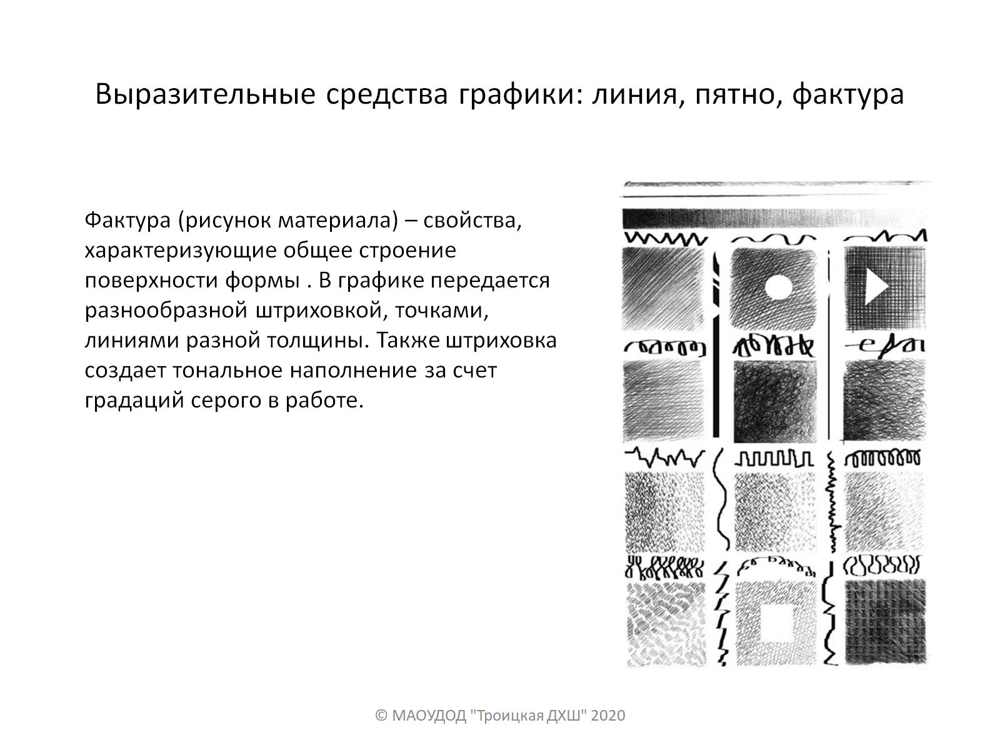 Выразительные средства графики: линия, пятно, фактура
Фактура (рисунок материала) – свойства,
характеризующие общее строение
поверхности формы . В графике передается
разнообразной штриховкой, точками,
линиями разной толщины. Также штриховка
создает тональное наполнение за счет
градаций серого в работе.
© МАОУДОД "Троицкая ДХШ" 2020